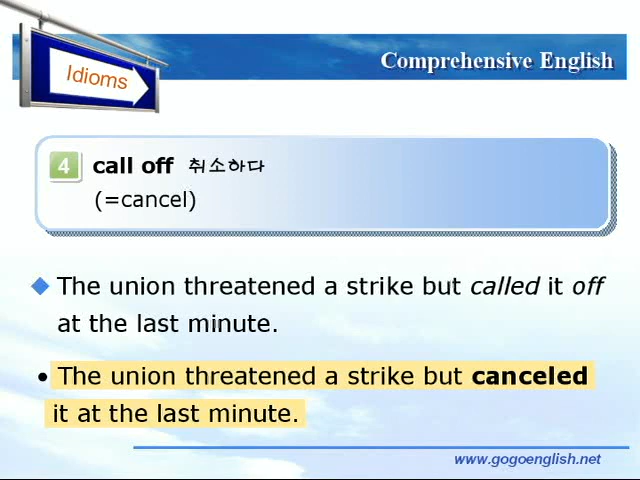 Idioms
Comprehensive English
4 call off 취소하다
(=cancel)
The union threatened a strike but called it off
at the last minute.
• The union threatened a strike but canceled
it at the last minute.
www.gogoenglish.net